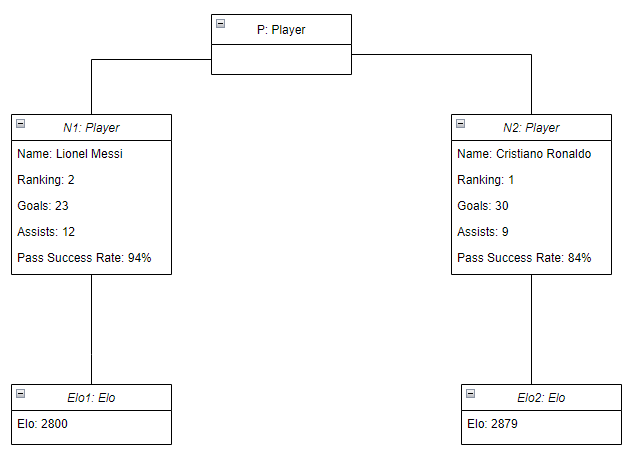 P: Player
N1: Player
Name: Lionel Messi
Ranking: 2
Goals: 23
Assists: 12
Pass Success Rate: 94%
N2: Player
Name: Cristiano Ronaldo
Ranking: 1
Goals: 30
Assists: 9
Pass Success Rate: 84%
Elo1: Elo
Elo: 2800
Elo2: Elo
Elo: 2879